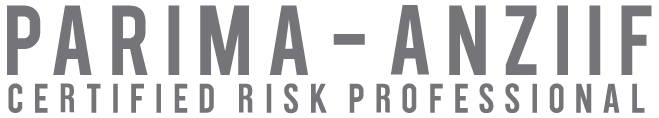 PARIMA – ANZIIF
CERTIFIED RISK PROFESSIONAL